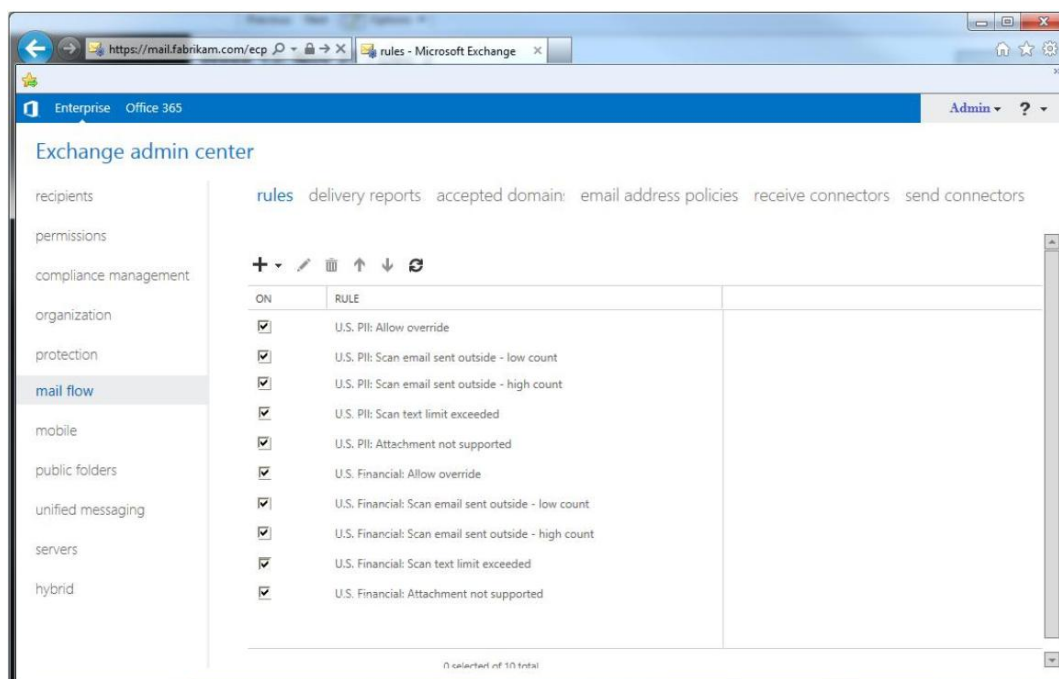 Previous Next Options
https://mail.fabrikam.com/ecp
rules - Microsoft Exchange
Enterprise Office 365
Admin ?
Exchange admin center
recipients
permissions
compliance management
organization
protection
mail flow
mobile
public folders
unified messaging
servers
hybrid
rules delivery reports accepted domain: email address policies receive connectors send connectors
ON RULE
U.S. PII: Allow override
U.S. PII: Scan email sent outside - low count
U.S. PII: Scan email sent outside - high count
U.S. PII: Scan text limit exceeded
U.S. PII: Attachment not supported
U.S. Financial: Allow override
U.S. Financial: Scan email sent outside - low count
U.S. Financial: Scan email sent outside - high count
U.S. Financial: Scan text limit exceeded
U.S. Financial: Attachment not supported
0 selected of 10 total